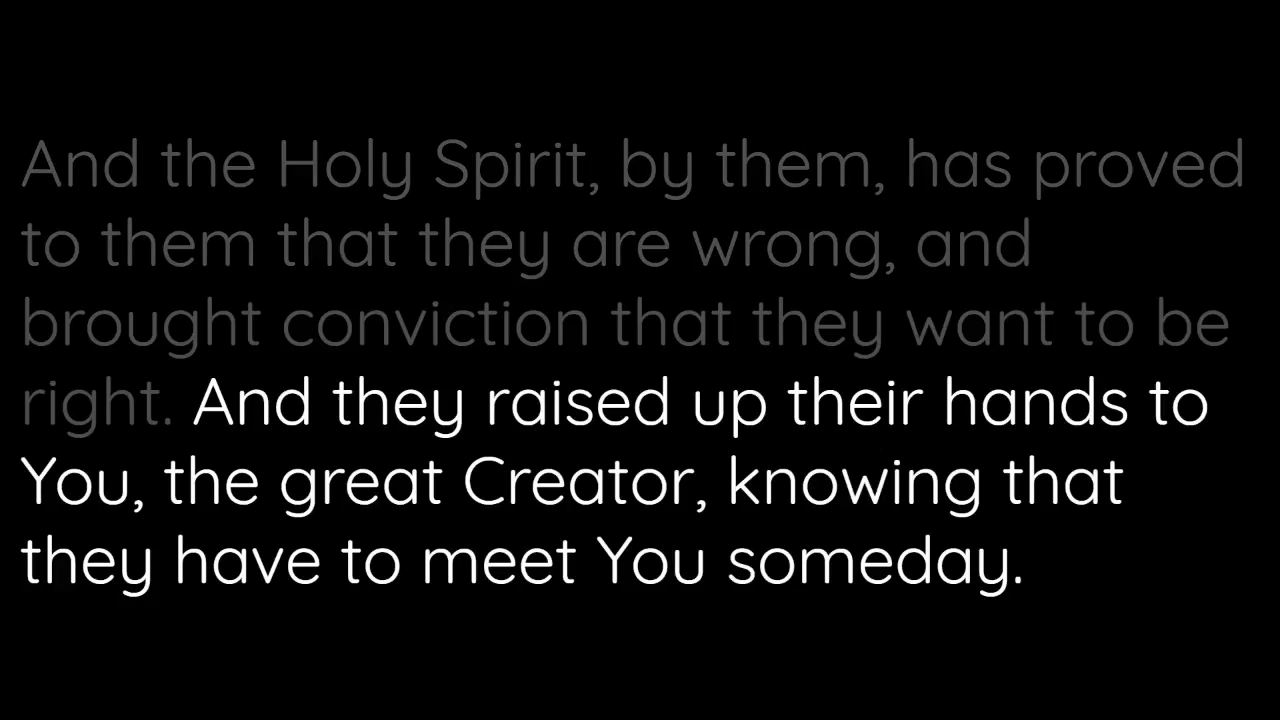 And the Holy Spirit, by them, has proved
to them that they are wrong, and
brought conviction that they want to be
right. And they raised up their hands to
You, the great Creator, knowing that
they have to meet You someday.